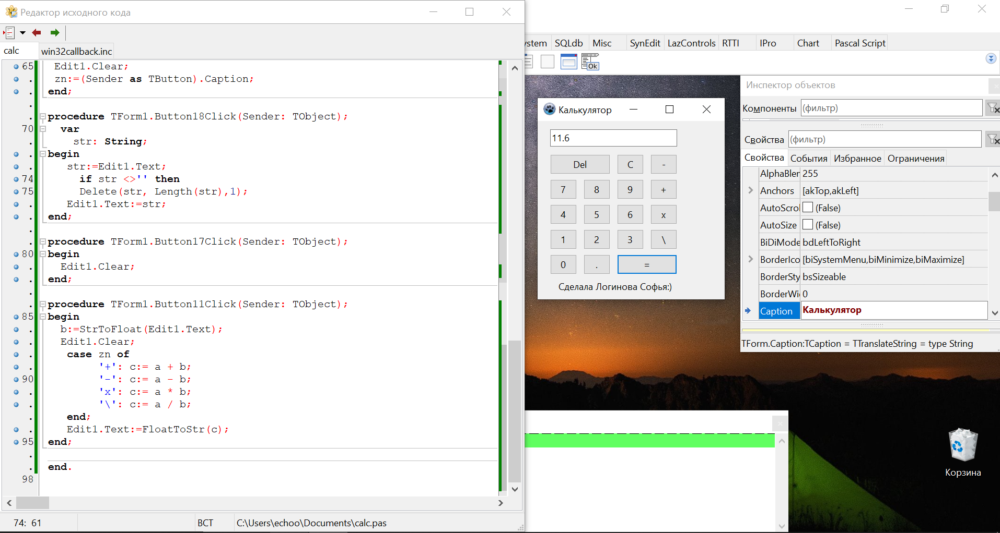 Редактор исходного кода
calc
win32callback.inc
65 Edit1.Clear;
. zn:=(Sender as TButton).Caption;
. end;
.
. procedure TForm1.Button18Click(Sender: TObject);
70 var
. str: String;
. begin
. str:=Edit1.Text;
74 if str <>'' then
75 Delete(str, Length(str),1);
. Edit1.Text:=str;
. end;
.
. procedure TForm1.Button17Click(Sender: TObject);
80 begin
. Edit1.Clear;
. end;
.
. procedure TForm1.Button11Click(Sender: TObject);
85 begin
. b:=StrToFloat(Edit1.Text);
. Edit1.Clear;
. case zn of
. '+': c:= a + b;
90 '-': c:= a - b;
. 'x': c:= a * b;
. '\': c:= a / b;
. end;
. Edit1.Text:=FloatToStr(c);
95 end;
.
. end.
98
74: 61
ВСТ
C:\Users\echoo\Documents\calc.pas
ystem SQLdb Misc SynEdit LazControls RTTI IPro Chart Pascal Script
Ok
Калькулятор
11.6
Del C -
7 8 9 +
4 5 6 x
1 2 3 \
0 . =
Сделала Логинова Софья:)
Инспектор объектов
Компоненты (фильтр)
Свойства (фильтр)
Свойства События Избранное Ограничения
AlphaBler 255
Anchors [akTop,akLeft]
AutoScrol (False)
AutoSize (False)
BiDiMode bdLeftToRight
BorderIco [biSystemMenu,biMinimize,biMaximize]
BorderSty bsSizeable
BorderWi 0
Caption Калькулятор
TForm.Caption:TCaption = TTranslateString = type String
Корзина